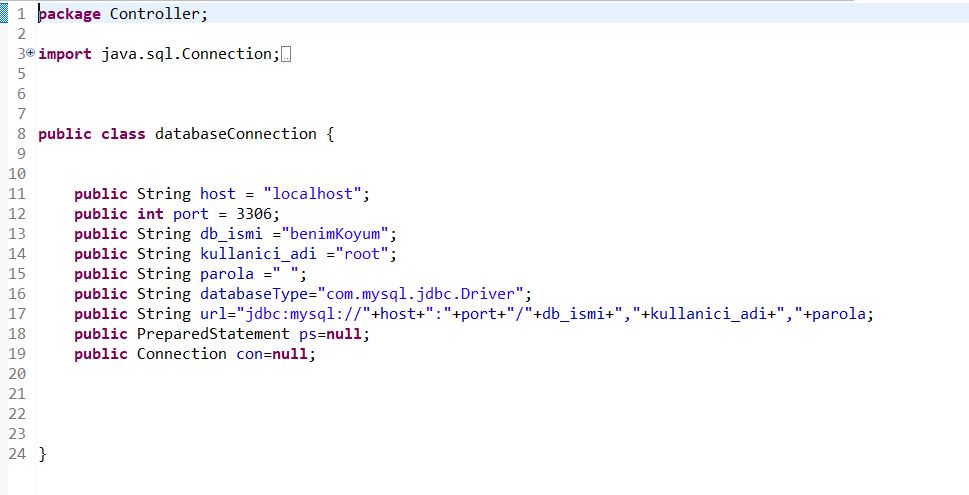 1 package Controller;
2
3 import java.sql.Connection;
5
6
7
8 public class databaseConnection {
9
10
11 public String host = "localhost";
12 public int port = 3306;
13 public String db_ismi ="benimKoyum";
14 public String kullanici_adi ="root";
15 public String parola =" ";
16 public String databaseType="com.mysql.jdbc.Driver";
17 public String url="jdbc:mysql://"+host+":"+port+"/"+db_ismi+","+kullanici_adi+","+parola;
18 public PreparedStatement ps=null;
19 public Connection con=null;
20
21
22
23
24 }